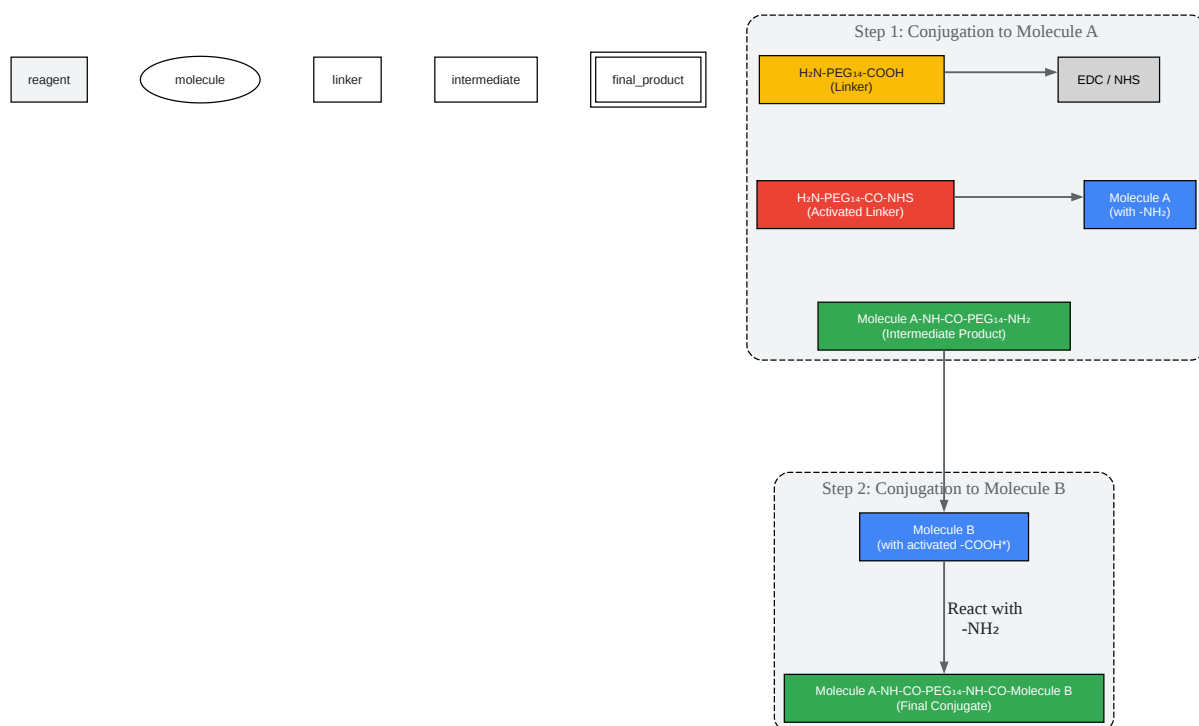 Step 1: Conjugation to Molecule A
reagent
molecule
linker
intermediate
final_product
H₂N-PEG₁₄-COOH
(Linker)
EDC / NHS
H₂N-PEG₁₄-CO-NHS
(Activated Linker)
Molecule A
(with -NH₂)
Molecule A-NH-CO-PEG₁₄-NH₂
(Intermediate Product)
Step 2: Conjugation to Molecule B
Molecule B
(with activated -COOH*)
React with
-NH₂
Molecule A-NH-CO-PEG₁₄-NH-CO-Molecule B
(Final Conjugate)